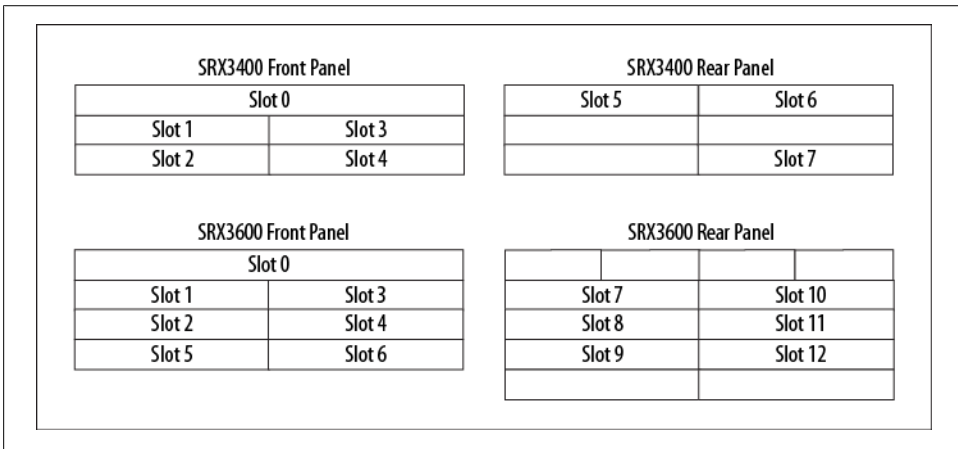 SRX3400 Front Panel
SRX3400 Rear Panel
Slot 0
Slot 5 Slot 6
Slot 1 Slot 3
Slot 2 Slot 4
Slot 7
SRX3600 Front Panel
SRX3600 Rear Panel
Slot 0
Slot 1 Slot 3
Slot 2 Slot 4
Slot 5 Slot 6
Slot 7 Slot 10
Slot 8 Slot 11
Slot 9 Slot 12